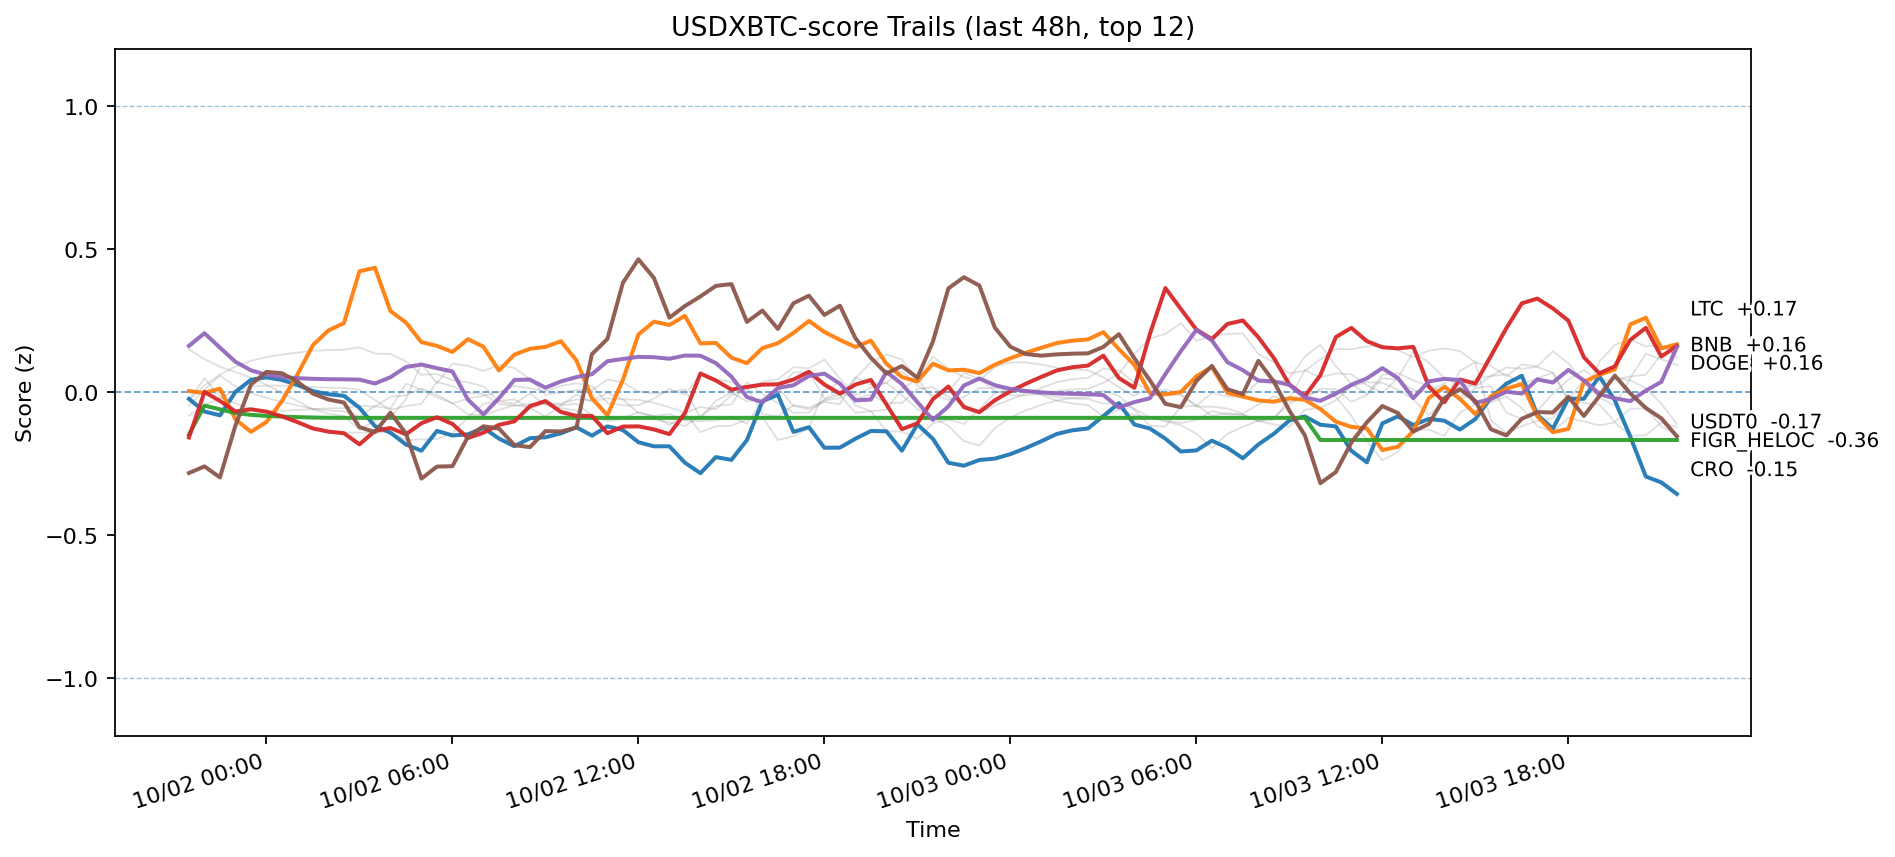 USDXBTC-score Trails (last 48h, top 12)
Score (z)
1.0
0.5
0.0
−0.5
−1.0
LTC +0.17
BNB +0.16
DOGE +0.16
USDT0 -0.17
FIGR_HELOC -0.36
CRO -0.15
10/02 00:00
10/02 06:00
10/02 12:00
10/02 18:00
10/03 00:00
10/03 06:00
10/03 12:00
10/03 18:00
Time